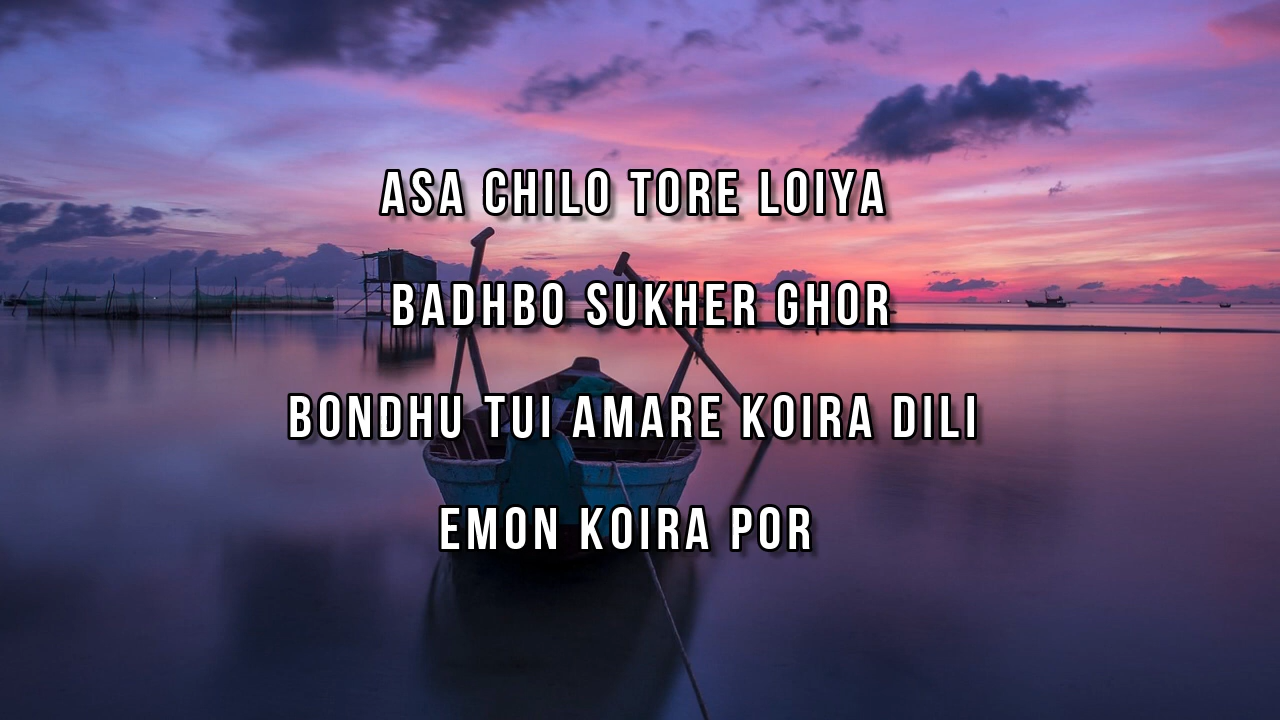 ASA CHILO TORE LOIYA
BADHBO SUKHER GHOR
BONDHU TUI AMARE KOIRA DILI
EMON KOIRA POR